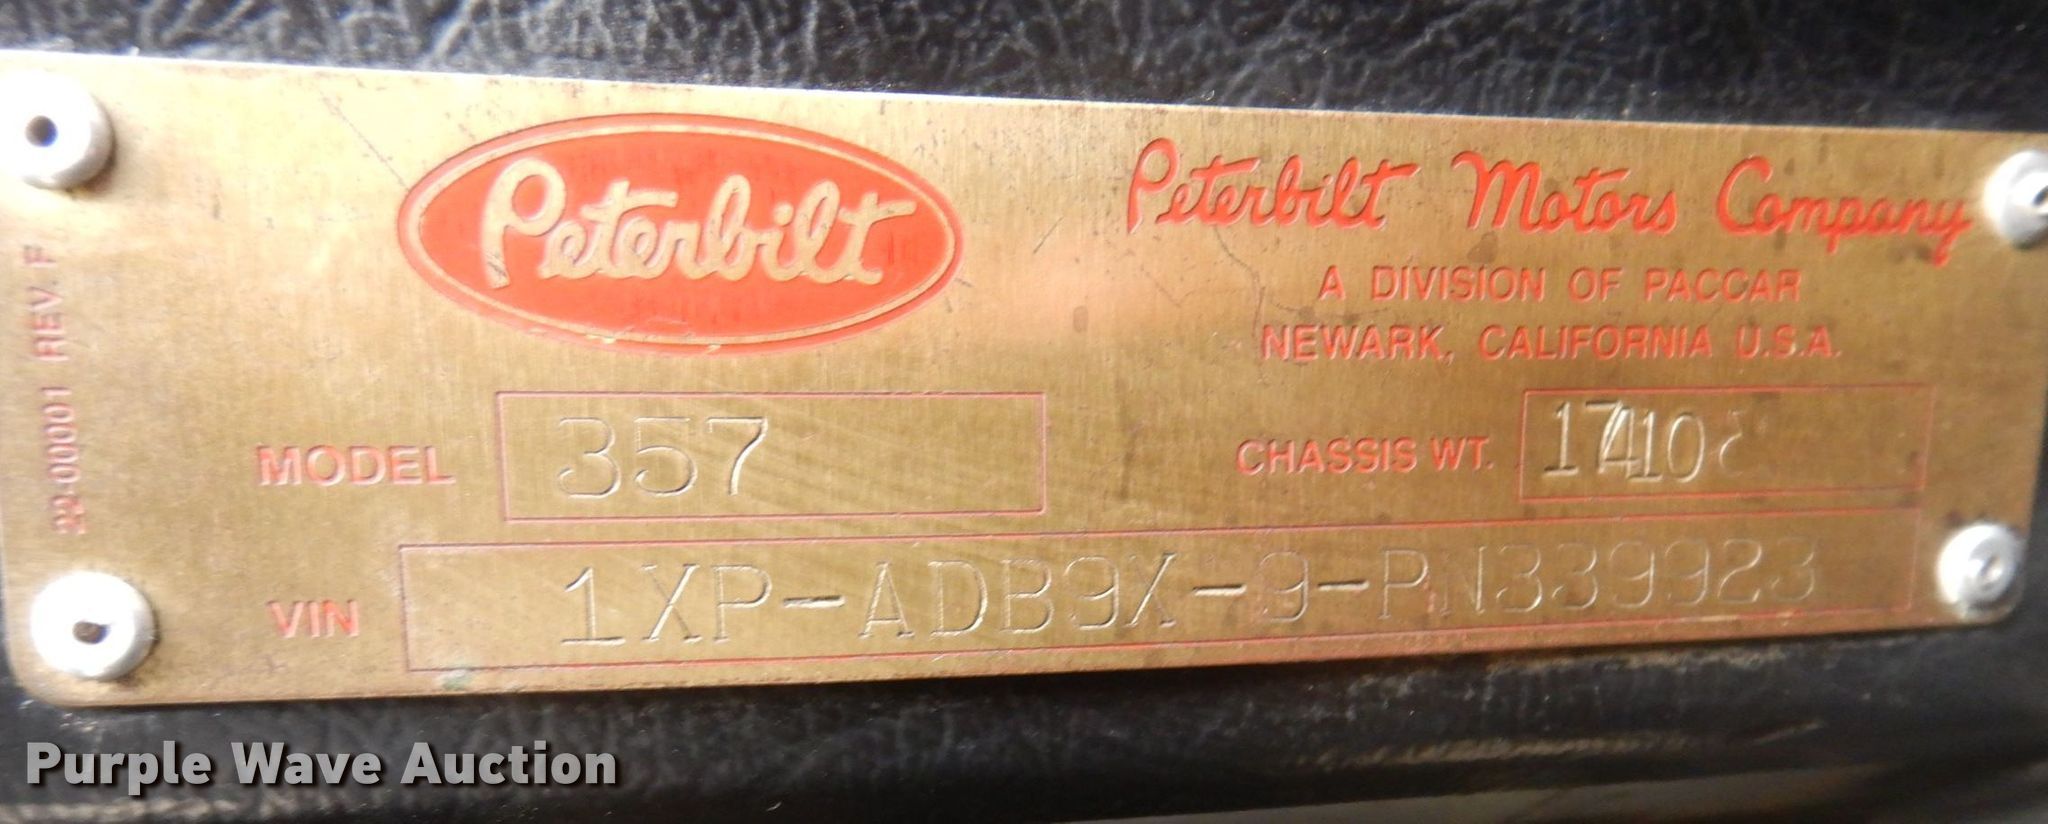 Peterbilt
Peterbilt Motors Company
A DIVISION OF PACCAR
NEWARK, CALIFORNIA U.S.A.
22-00001 REV. F
MODEL 357
CHASSIS WT.
VIN 1XP-ADB9X-9-PN339923
Purple Wave Auction